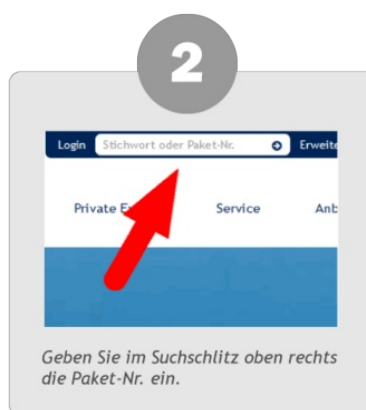 2
Login Stichwort oder Paket-Nr.
Private
Service
Geben Sie im Suchschlitz oben rechts
die Paket-Nr. ein.